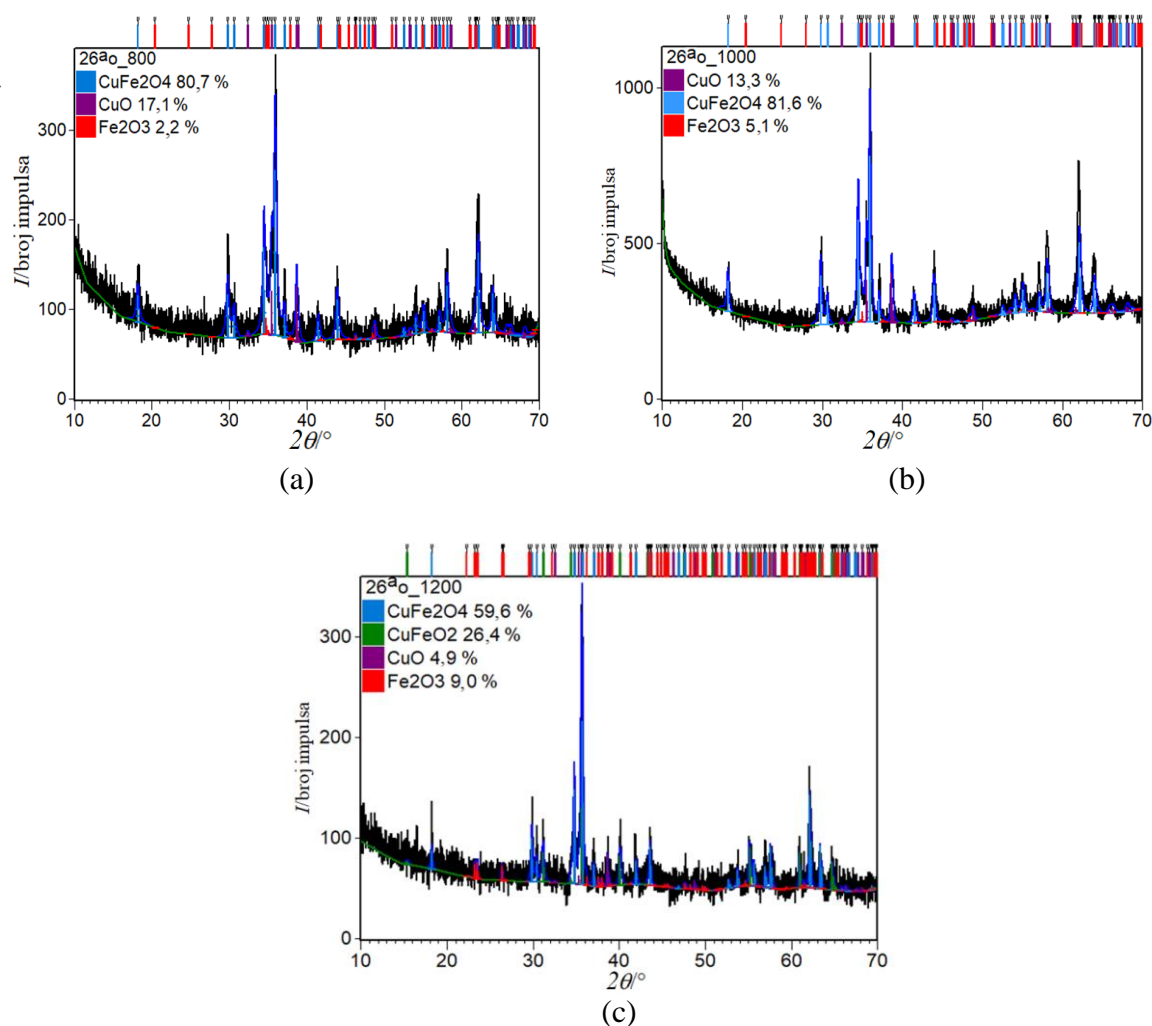 26ªo_800
CuFe2O4 80,7 %
CuO 17,1 %
Fe2O3 2,2 %
300
200
100
0
I/broj impulsa
10 20 30 40 50 60 70
2θ/°
(a)
26ªo_1000
CuO 13,3 %
CuFe2O4 81,6 %
Fe2O3 5,1 %
1000
500
0
I/broj impulsa
10 20 30 40 50 60 70
2θ/°
(b)
26ªo_1200
CuFe2O4 59,6 %
CuFeO2 26,4 %
CuO 4,9 %
Fe2O3 9,0 %
300
200
100
0
I/broj impulsa
10 20 30 40 50 60 70
2θ/°
(c)